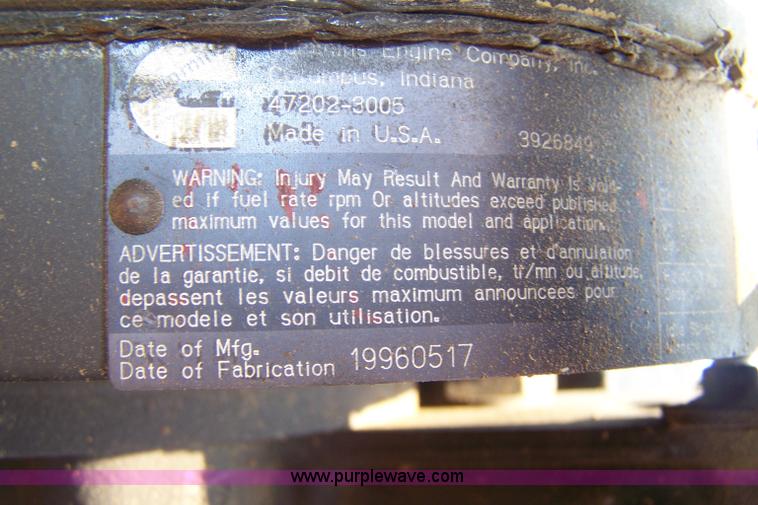 Cummins Engine Company, Inc.
Columbus, Indiana
47202-3005
Made in U.S.A. 3926849
WARNING: Injury May Result And Warranty Is Void-
ed if fuel rate rpm Or altitudes exceed published
maximum values for this model and application.
ADVERTISSEMENT: Danger de blessures et d'annulation
de la garantie, si debit de combustible, tr/mn ou altitude,
depassent les valeurs maximum announcees pour
ce modele et son utilisation.
Date of Mfg.
Date of Fabrication 19960517
www.purplewave.com